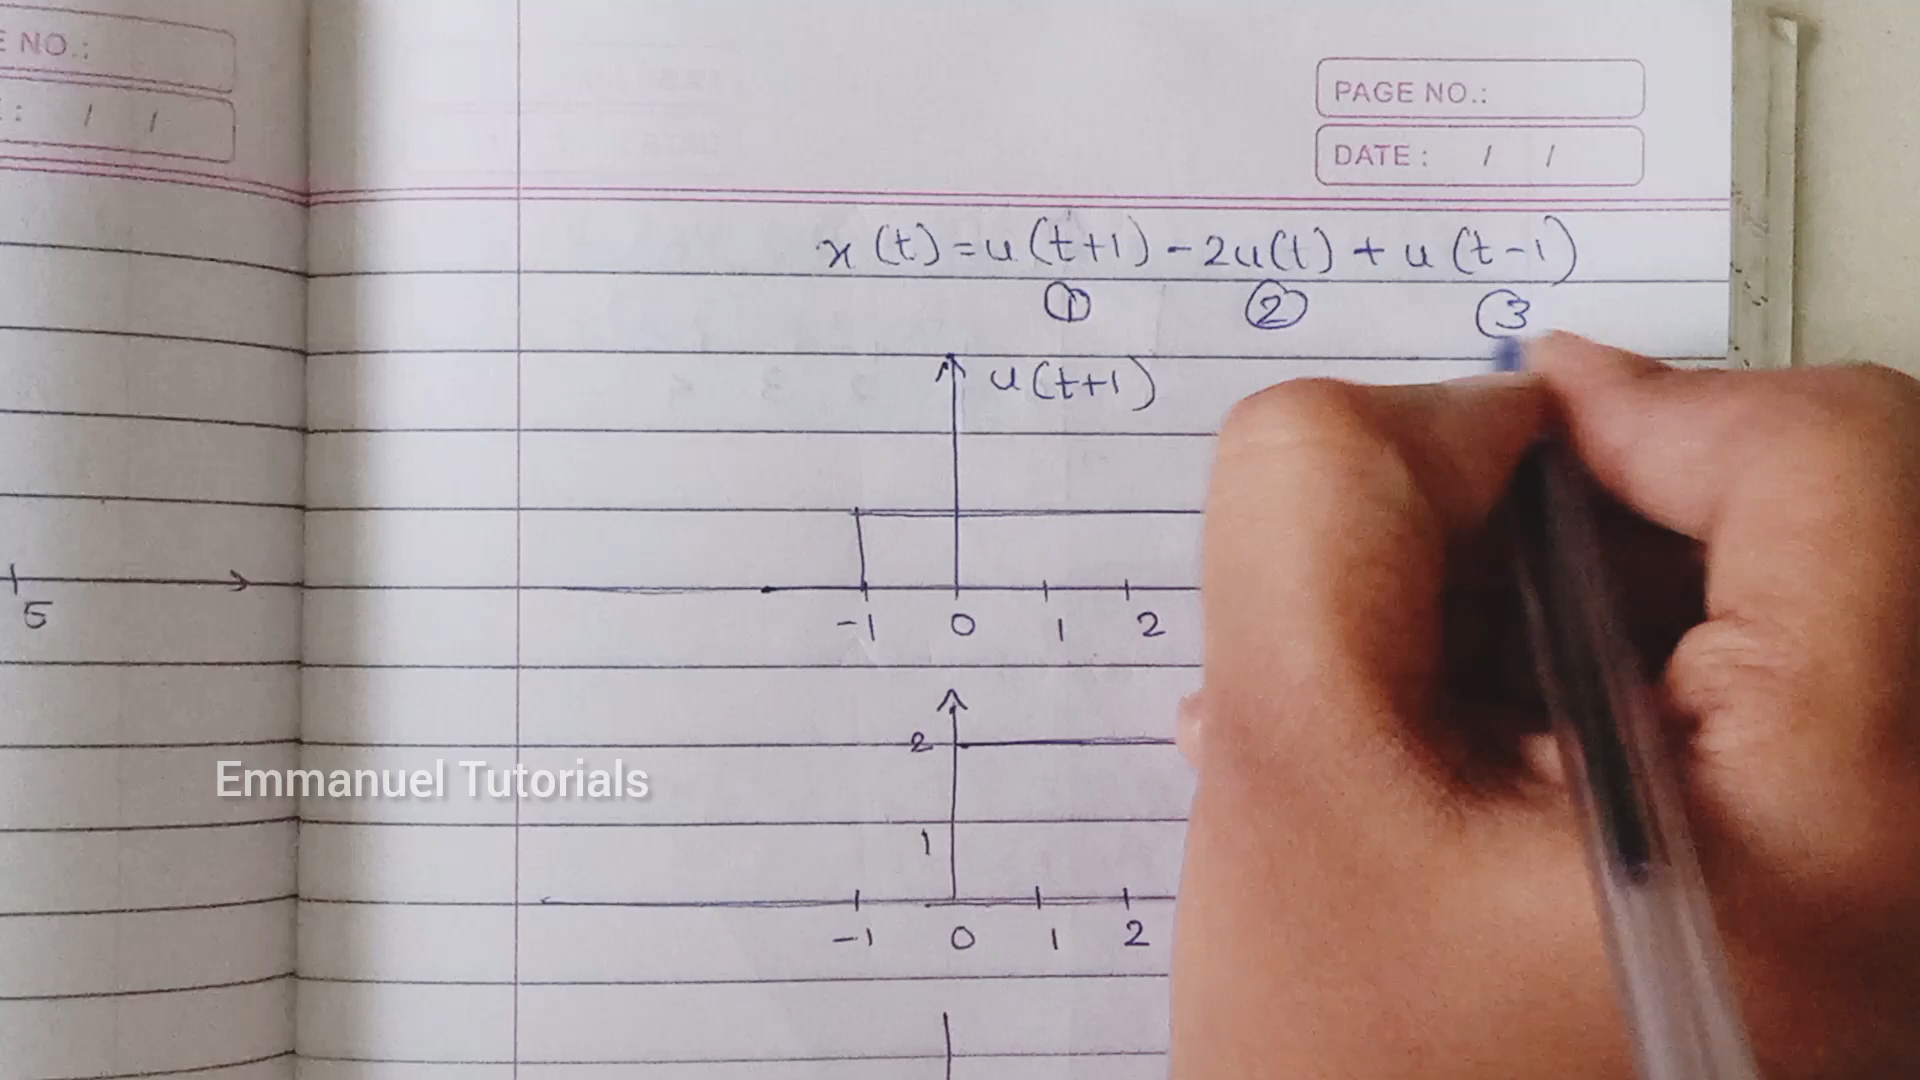 E NO.:
: / /
PAGE NO.:
DATE : / /
x (t) = u (t+1) - 2u(t) + u (t-1)
① ② ③
u (t+1)
5
-1 0 1 2
2
Emmanuel Tutorials
1
-1 0 1 2